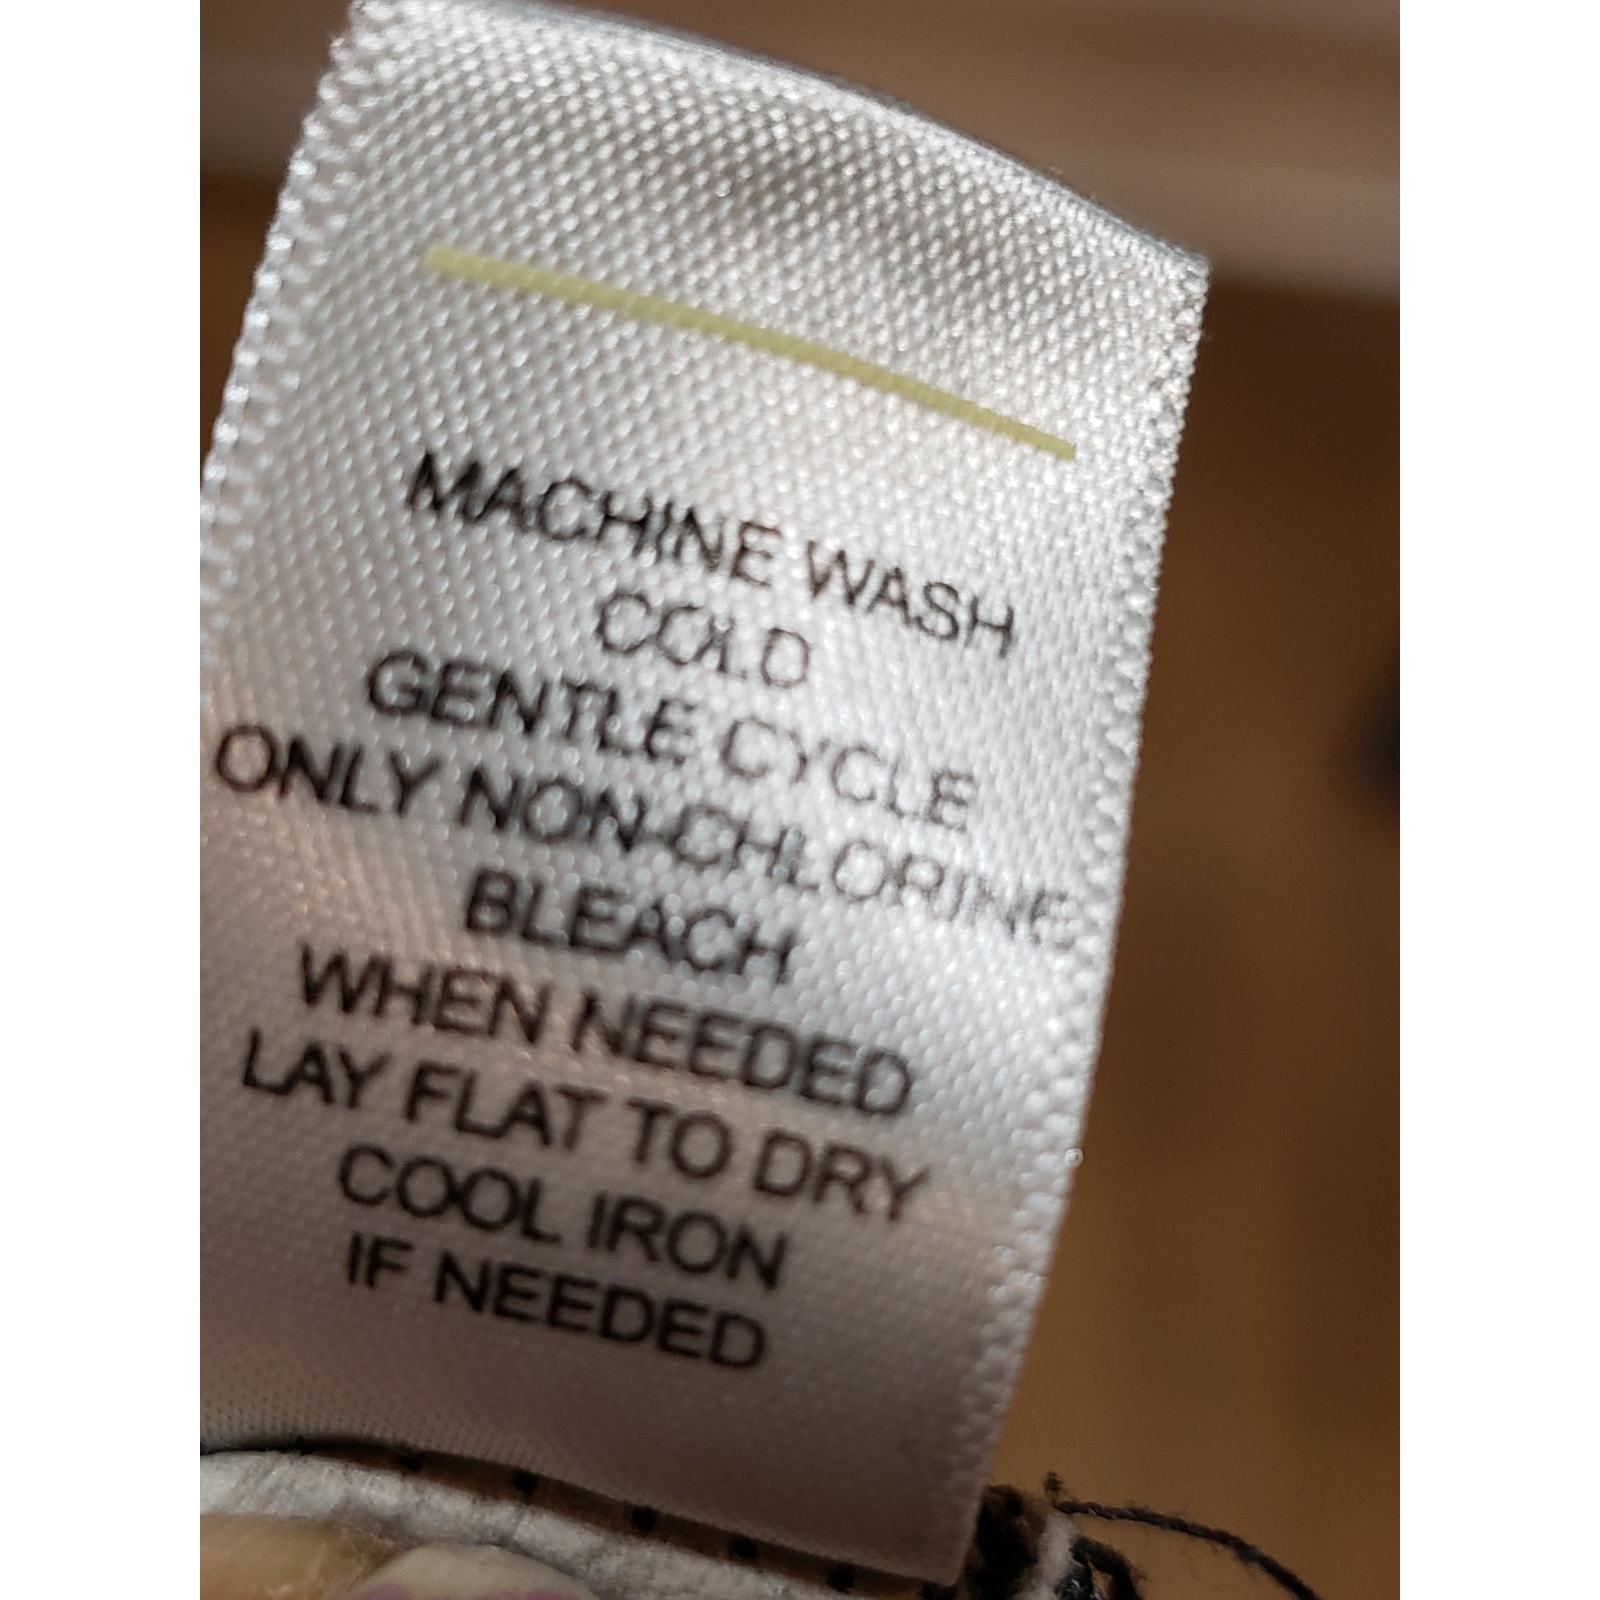 MACHINE WASH
COLD
GENTLE CYCLE
ONLY NON-CHLORINE
BLEACH
WHEN NEEDED
LAY FLAT TO DRY
COOL IRON
IF NEEDED